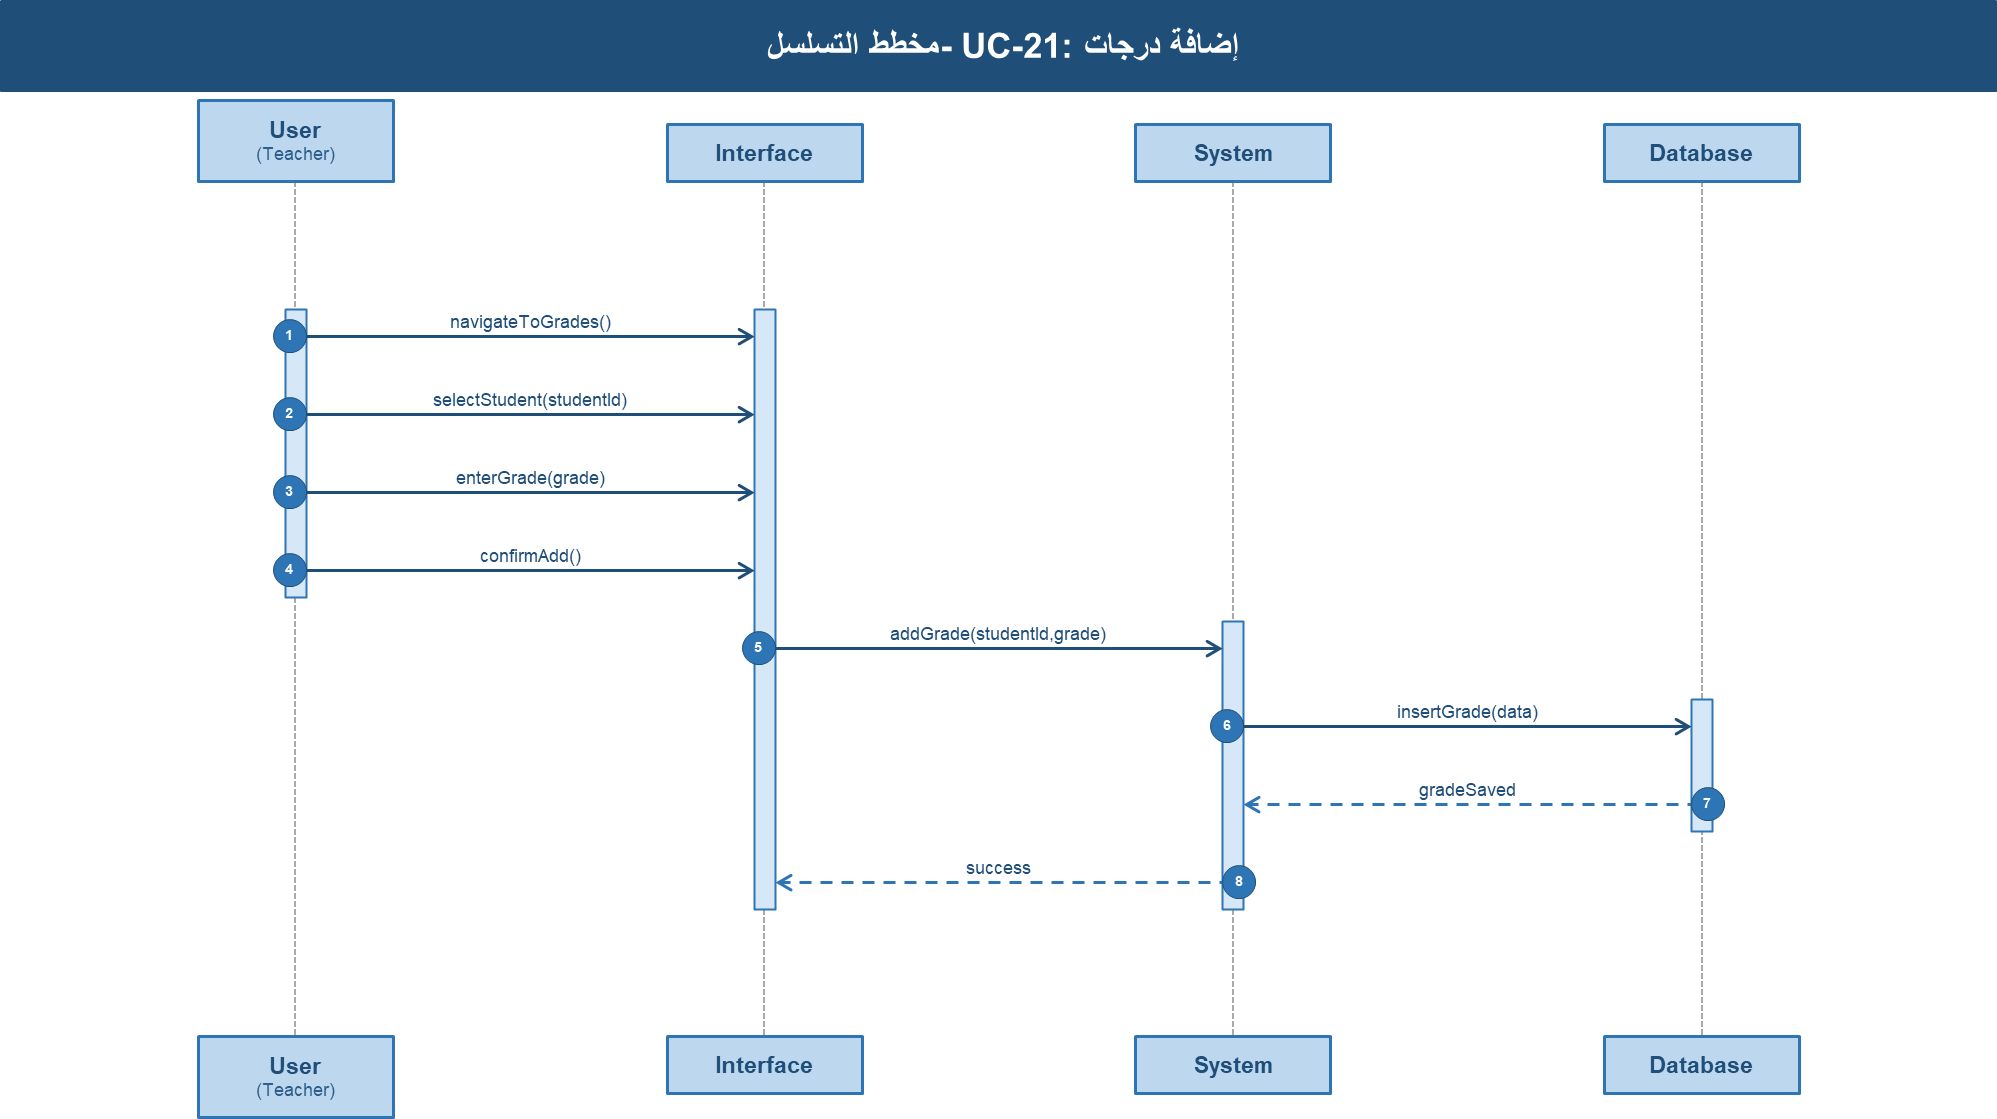 مخطط التسلسل - UC-21: إضافة درجات
User
(Teacher)
Interface
System
Database
1
navigateToGrades()
2
selectStudent(studentId)
3
enterGrade(grade)
4
confirmAdd()
5
addGrade(studentId,grade)
6
insertGrade(data)
gradeSaved
7
success
8
User
(Teacher)
Interface
System
Database